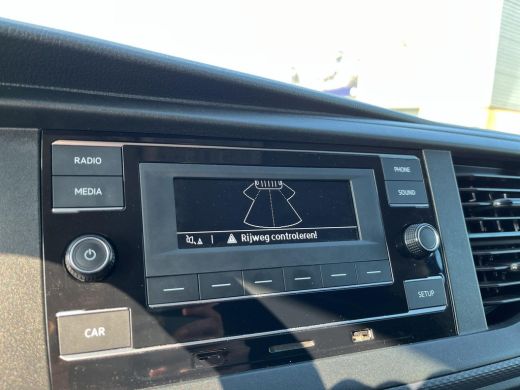 RADIO
MEDIA
PHONE
SOUND
Rijweg controleren!
CAR
SETUP